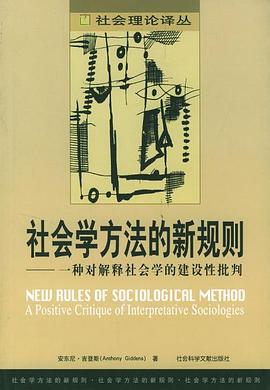 社会理论译丛
社会学方法的新规则
——一种对解释社会学的建设性批判
NEW RULES OF SOCIOLOGICAL METHOD
A Positive Critique of Interpretative Sociologies
安东尼·吉登斯(Anthony Giddens) 著 社会科学文献出版社
社会学方法的新规则·社会学方法的新规则·社会学方法的新规则